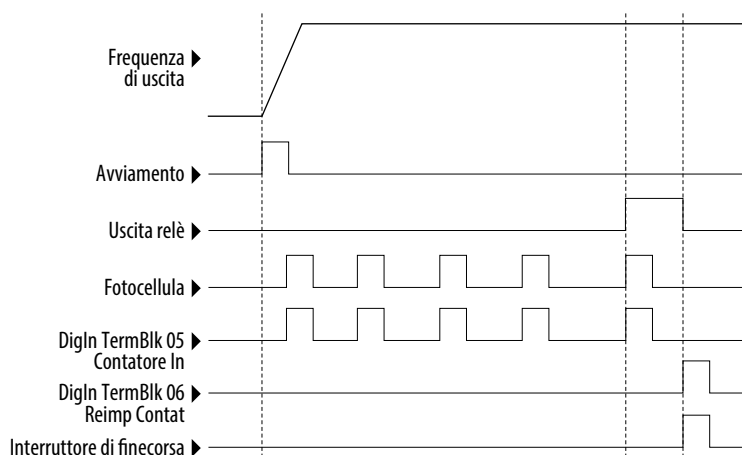 Frequenza
di uscita
Avviamento
Uscita relè
Fotocellula
DigIn TermBlk 05
Contatore In
DigIn TermBlk 06
Reimp Contat
Interruttore di finecorsa